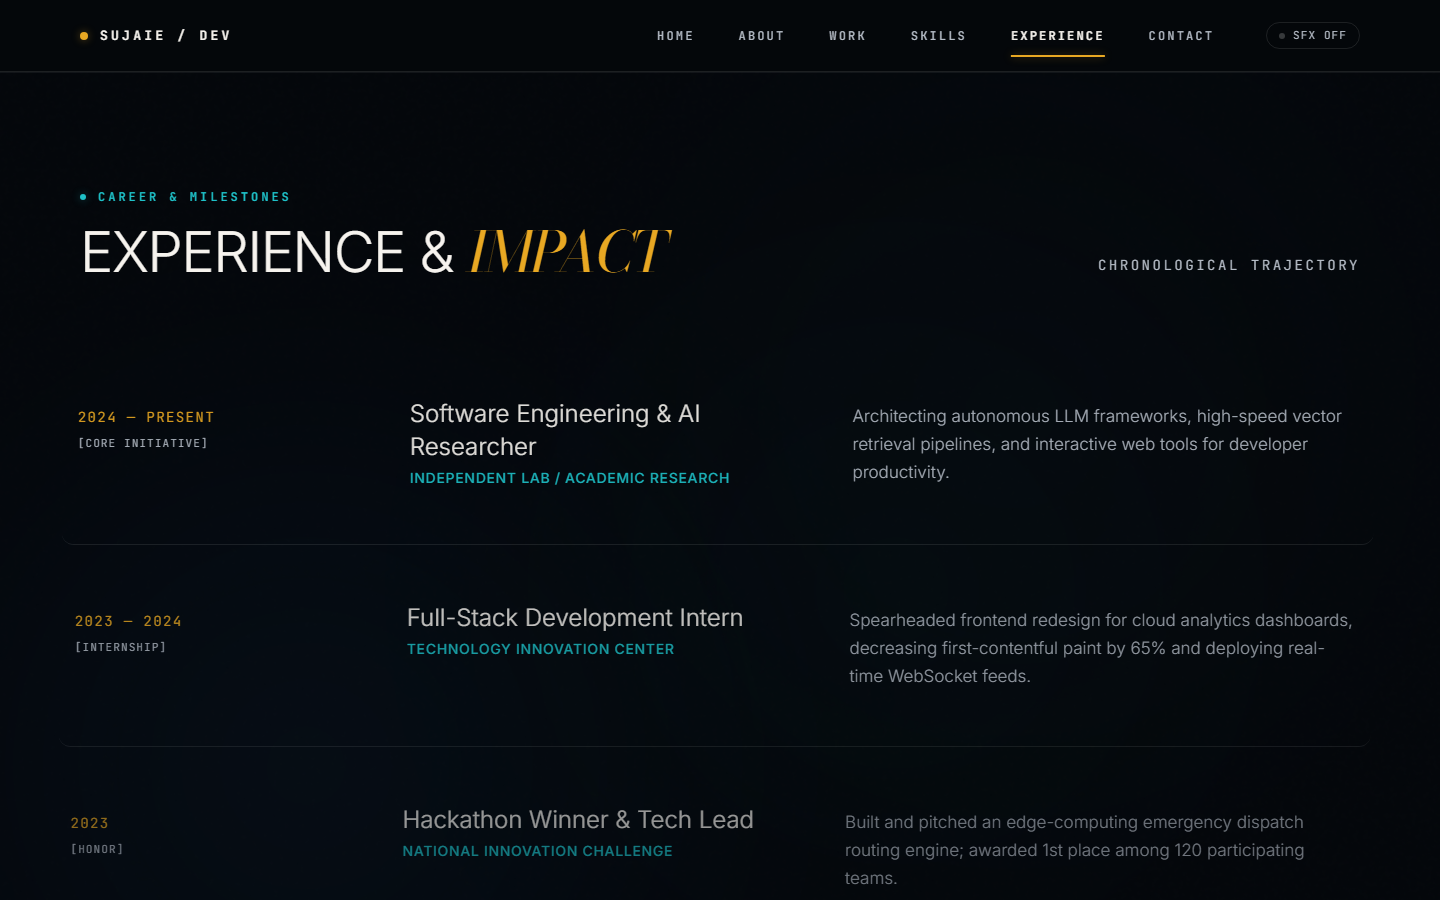 SUJAIE / DEV
HOME ABOUT WORK SKILLS EXPERIENCE CONTACT SFX OFF
CAREER & MILESTONES
EXPERIENCE & IMPACT
CHRONOLOGICAL TRAJECTORY
2024 — PRESENT
[CORE INITIATIVE]
Software Engineering & AI
Researcher
INDEPENDENT LAB / ACADEMIC RESEARCH
Architecting autonomous LLM frameworks, high-speed vector
retrieval pipelines, and interactive web tools for developer
productivity.
2023 — 2024
[INTERNSHIP]
Full-Stack Development Intern
TECHNOLOGY INNOVATION CENTER
Spearheaded frontend redesign for cloud analytics dashboards,
decreasing first-contentful paint by 65% and deploying real-
time WebSocket feeds.
2023
[HONOR]
Hackathon Winner & Tech Lead
NATIONAL INNOVATION CHALLENGE
Built and pitched an edge-computing emergency dispatch
routing engine; awarded 1st place among 120 participating
teams.